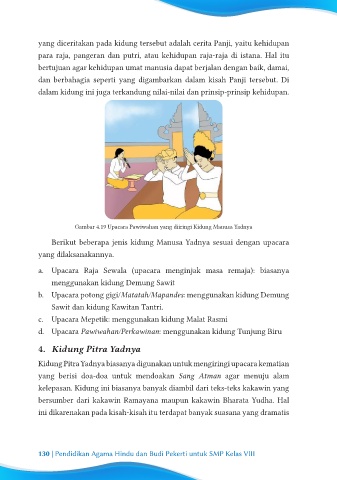 yang diceritakan pada kidung tersebut adalah cerita Panji, yaitu kehidupan
para raja, pangeran dan putri, atau kehidupan raja-raja di istana. Hal itu
bertujuan agar kehidupan umat manusia dapat berjalan dengan baik, damai,
dan berbahagia seperti yang digambarkan dalam kisah Panji tersebut. Di
dalam kidung ini juga terkandung nilai-nilai dan prinsip-prinsip kehidupan.
Gambar 4.19 Upacara Pawiwahan yang diiringi Kidung Manusa Yadnya
Berikut beberapa jenis kidung Manusa Yadnya sesuai dengan upacara
yang dilaksanakannya.
a. Upacara Raja Sewala (upacara menginjak masa remaja): biasanya
menggunakan kidung Demung Sawit
b. Upacara potong gigi/Matatah/Mapandes: menggunakan kidung Demung
Sawit dan kidung Kawitan Tantri.
c. Upacara Mepetik: menggunakan kidung Malat Rasmi
d. Upacara Pawiwahan/Perkawinan: menggunakan kidung Tunjung Biru
4. Kidung Pitra Yadnya
Kidung Pitra Yadnya biasanya digunakan untuk mengiringi upacara kematian
yang berisi doa-doa untuk mendoakan Sang Atman agar menuju alam
kelepasan. Kidung ini biasanya banyak diambil dari teks-teks kakawin yang
bersumber dari kakawin Ramayana maupun kakawin Bharata Yudha. Hal
ini dikarenakan pada kisah-kisah itu terdapat banyak suasana yang dramatis
130 | Pendidikan Agama Hindu dan Budi Pekerti untuk SMP Kelas VIII